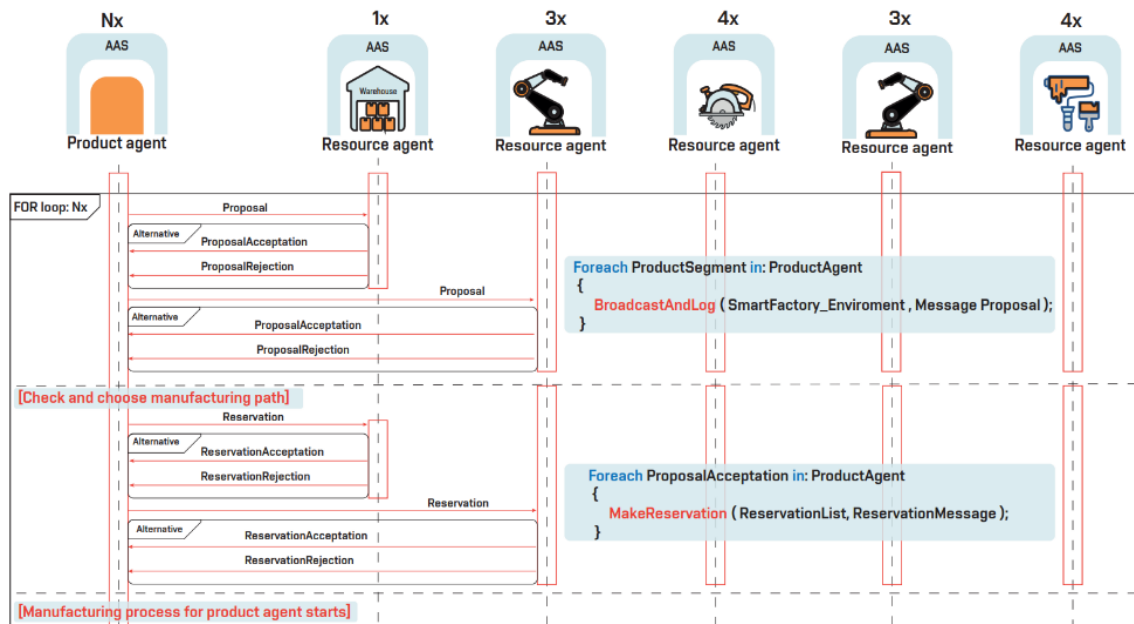 Nx 1x 3x 4x 3x 4x
AAS AAS AAS AAS AAS AAS
Warehouse
Product agent Resource agent Resource agent Resource agent Resource agent Resource agent
FOR loop: Nx
Proposal
Alternative
ProposalAcceptation
ProposalRejection
Proposal
Alternative
ProposalAcceptation
ProposalRejection
Foreach ProductSegment in: ProductAgent
{
BroadcastAndLog ( SmartFactory_Enviroment , Message Proposal );
}
[Check and choose manufacturing path]
Reservation
Alternative
ReservationAcceptation
ReservationRejection
Reservation
Alternative
ReservationAcceptation
ReservationRejection
Foreach ProposalAcceptation in: ProductAgent
{
MakeReservation ( ReservationList, ReservationMessage );
}
[Manufacturing process for product agent starts]